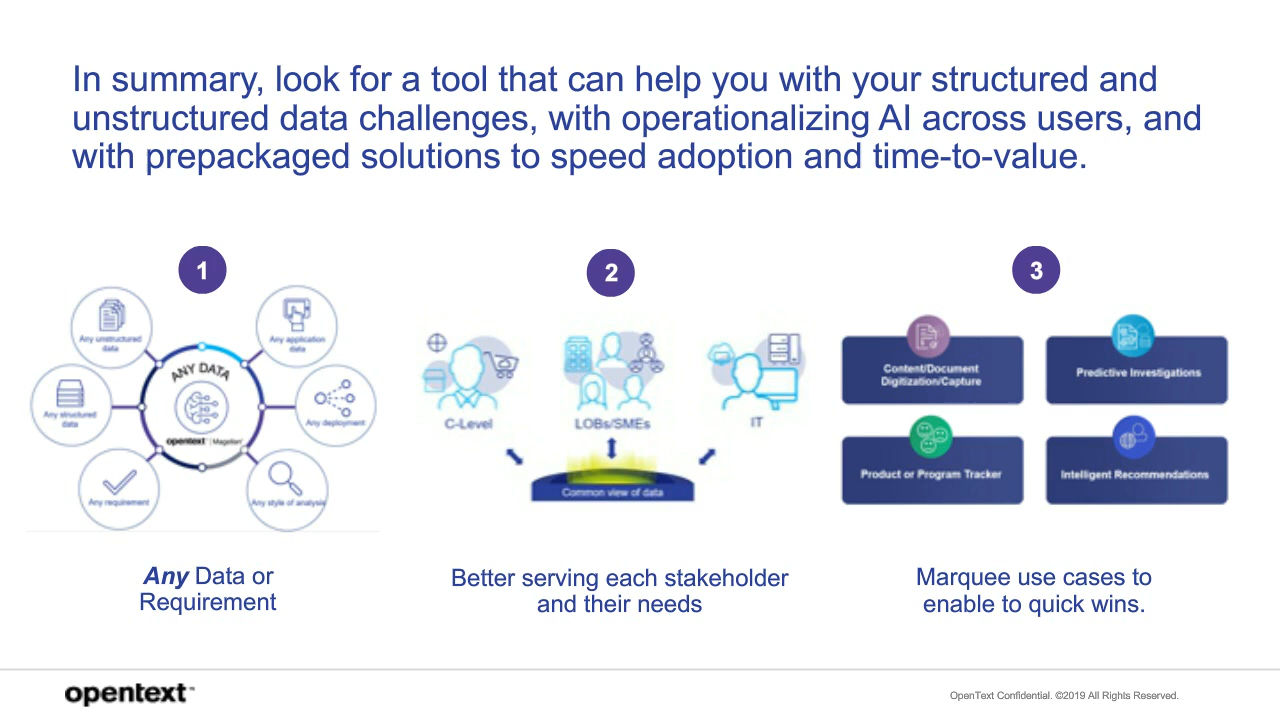 In summary, look for a tool that can help you with your structured and
unstructured data challenges, with operationalizing AI across users, and
with prepackaged solutions to speed adoption and time-to-value.
1
Any unstructured
data
Any application
data
Any structured
data
ANY DATA
opentext™ | Magellan™
Any deployment
Any requirement
Any style of analysis
Any Data or
Requirement
2
C-Level
LOBs/SMEs
IT
Common view of data
Better serving each stakeholder
and their needs
3
Content/Document
Digitization/Capture
Predictive Investigations
Product or Program Tracker
Intelligent Recommendations
Marquee use cases to
enable to quick wins.
opentext™
OpenText Confidential. ©2019 All Rights Reserved.